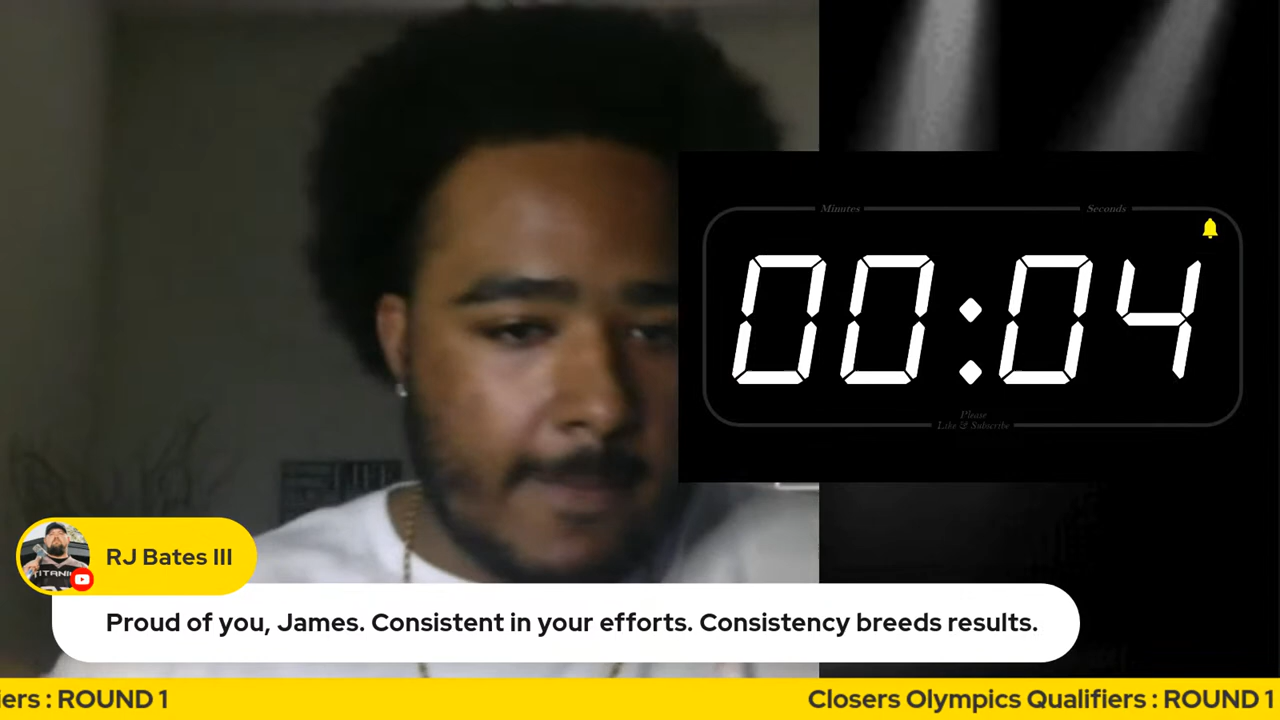 Minutes
Seconds
00:04
Please
Like & Subscribe
TITANI
RJ Bates III
Proud of you, James. Consistent in your efforts. Consistency breeds results.
iers : ROUND 1
Closers Olympics Qualifiers : ROUND 1